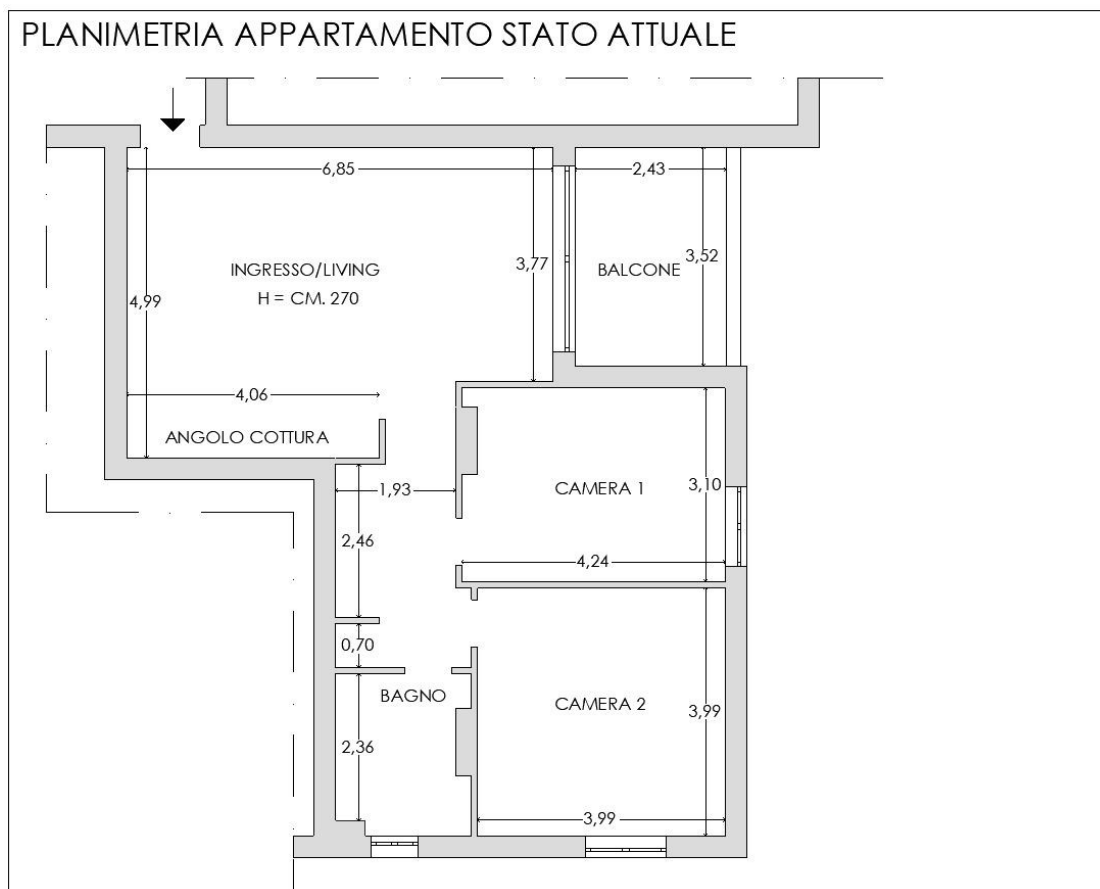 PLANIMETRIA APPARTAMENTO STATO ATTUALE
6,85
2,43
INGRESSO/LIVING
H = CM. 270
3,77
BALCONE
3,52
4,99
4,06
ANGOLO COTTURA
1,93
CAMERA 1
3,10
2,46
4,24
0,70
BAGNO
CAMERA 2
3,99
2,36
3,99